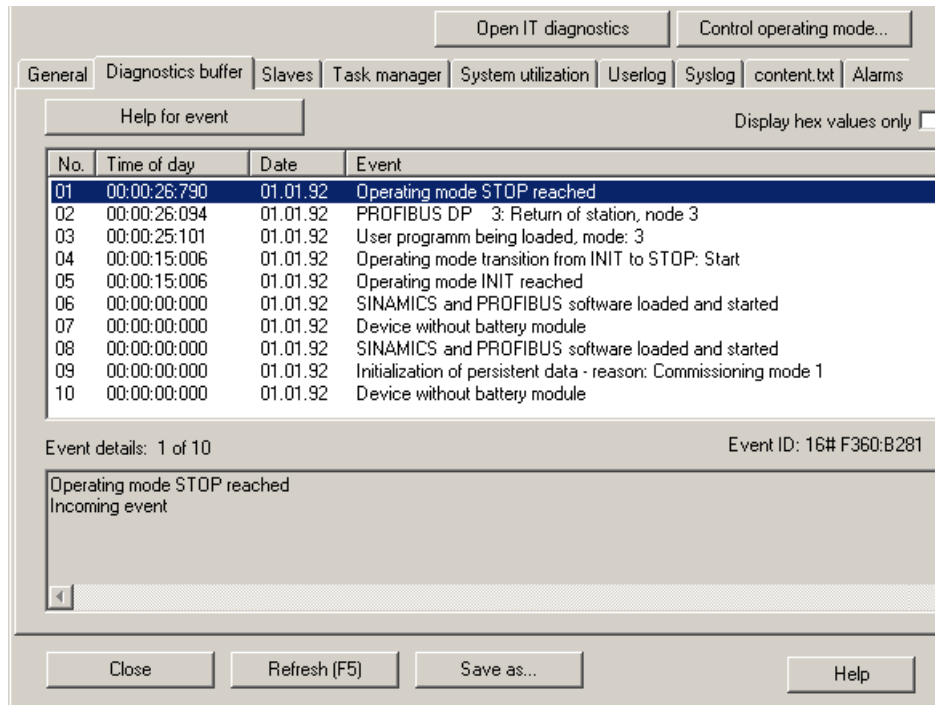 Open IT diagnostics Control operating mode...
General Diagnostics buffer Slaves Task manager System utilization Userlog Syslog content.txt Alarms
Help for event Display hex values only
No. Time of day Date Event
01 00:00:26:790 01.01.92 Operating mode STOP reached
02 00:00:26:094 01.01.92 PROFIBUS DP 3: Return of station, node 3
03 00:00:25:101 01.01.92 User programm being loaded, mode: 3
04 00:00:15:006 01.01.92 Operating mode transition from INIT to STOP: Start
05 00:00:15:006 01.01.92 Operating mode INIT reached
06 00:00:00:000 01.01.92 SINAMICS and PROFIBUS software loaded and started
07 00:00:00:000 01.01.92 Device without battery module
08 00:00:00:000 01.01.92 SINAMICS and PROFIBUS software loaded and started
09 00:00:00:000 01.01.92 Initialization of persistent data - reason: Commissioning mode 1
10 00:00:00:000 01.01.92 Device without battery module
Event details: 1 of 10 Event ID: 16# F360:B281
Operating mode STOP reached
Incoming event
Close Refresh (F5) Save as... Help